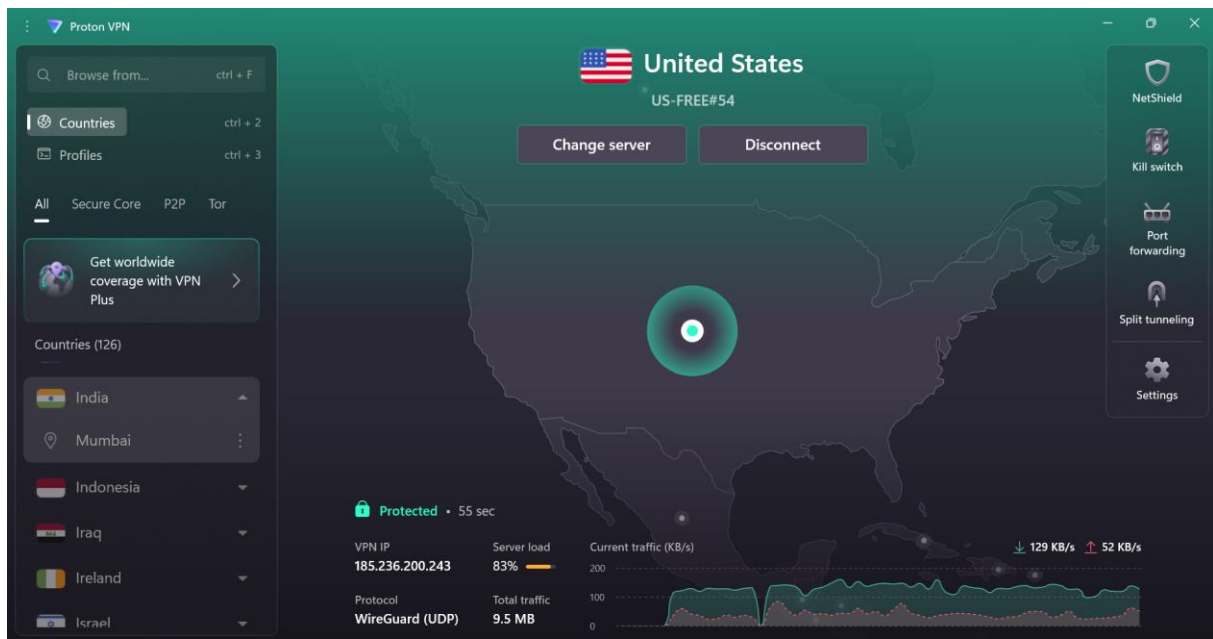 Proton VPN
Browse from... ctrl + F
Countries ctrl + 2
Profiles ctrl + 3
All Secure Core P2P Tor
Get worldwide
coverage with VPN
Plus
Countries (126)
India
Mumbai
Indonesia
Iraq
Ireland
Israel
United States
US-FREE#54
Change server Disconnect
Protected • 55 sec
VPN IP Server load Current traffic (KB/s) 129 KB/s 52 KB/s
185.236.200.243 83% 200
Protocol Total traffic 100
WireGuard (UDP) 9.5 MB 0
NetShield
Kill switch
Port
forwarding
Split tunneling
Settings